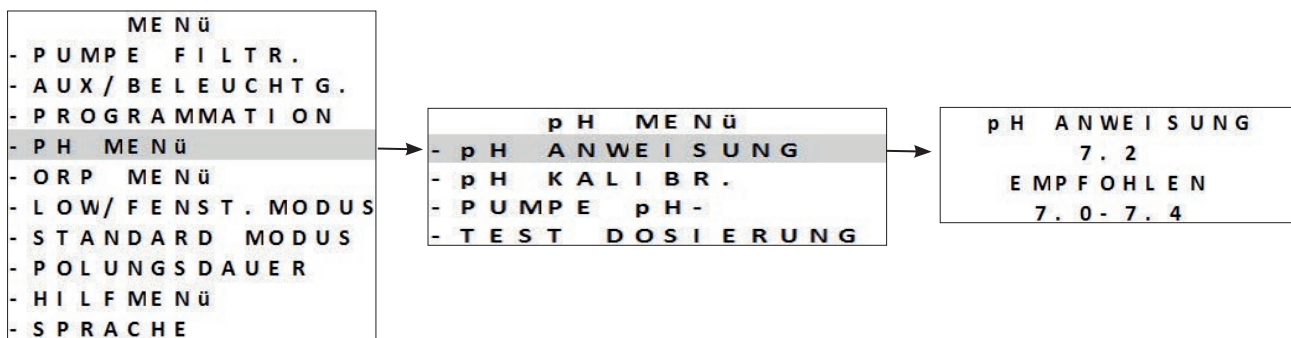 MENü
- PUMPE FILTR.
- AUX/BELEUCHTG.
- PROGRAMMATION
- PH MENü
- ORP MENü
- LOW/FENST.MODUS
- STANDARD MODUS
- POLUNGSDAUER
- HILFMENü
- SPRACHE
pH MENü
- pH ANWEISUNG
- pH KALIBR.
- PUMPE pH-
- TEST DOSIERUNG
pH ANWEISUNG
7.2
EMPFOHLEN
7.0-7.4